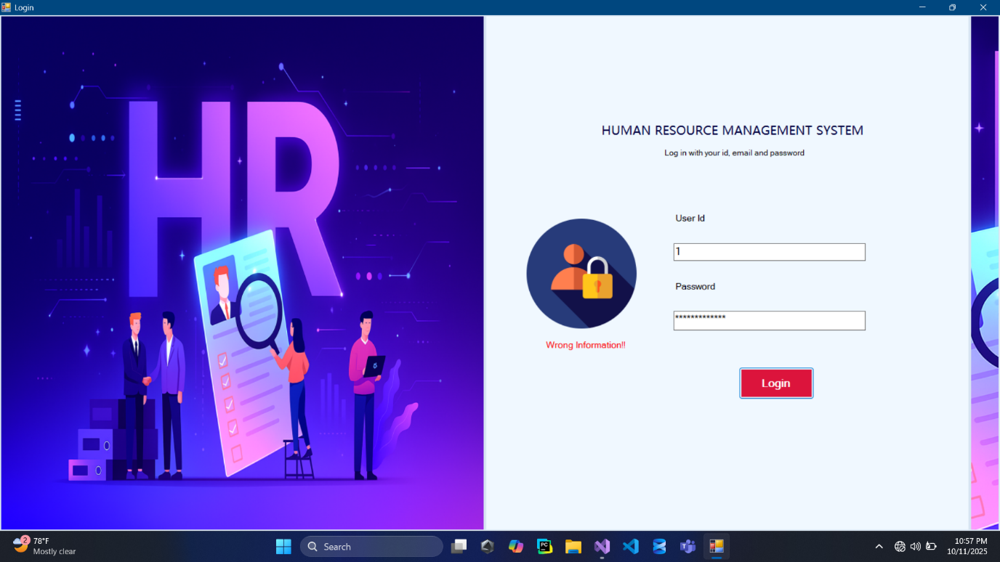 Login
HR
HUMAN RESOURCE MANAGEMENT SYSTEM
Log in with your id, email and password
User Id
1
Password
*************
Wrong Information!!
Login
2
78°F
Mostly clear
Search
PC
10:57 PM
10/11/2025